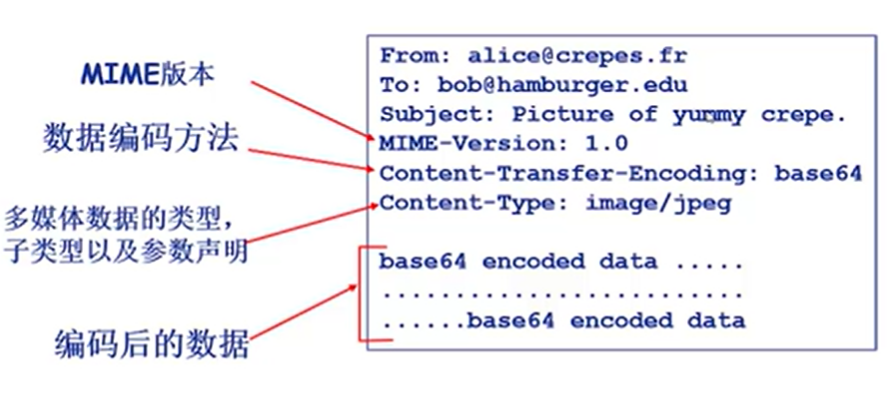 MIME版本
数据编码方法
多媒体数据的类型,
子类型以及参数声明
编码后的数据
From: alice@crepes.fr
To: bob@hamburger.edu
Subject: Picture of yummy crepe.
MIME-Version: 1.0
Content-Transfer-Encoding: base64
Content-Type: image/jpeg
base64 encoded data .....
.........................
......base64 encoded data